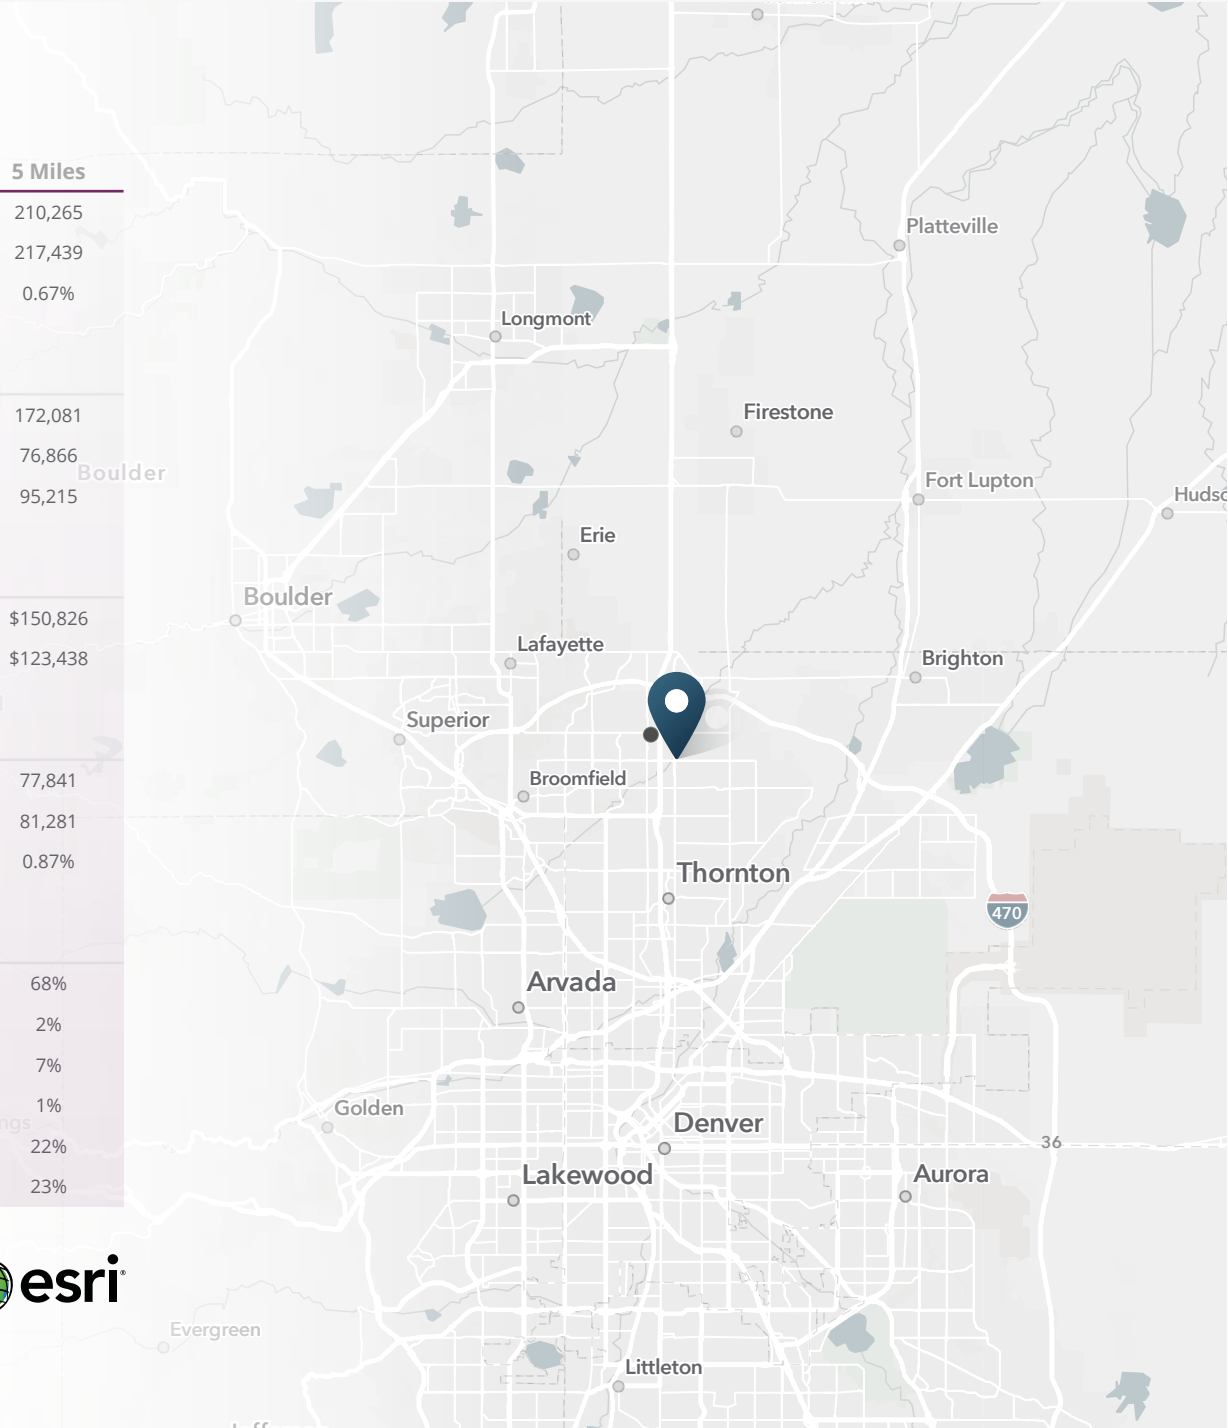 5 Miles
210,265
217,439
0.67%
172,081
76,866
95,215
$150,826
$123,438
77,841
81,281
0.87%
68%
2%
7%
1%
22%
23%
esri
Platteville
Longmont
Firestone
Boulder
Fort Lupton
Erie
Boulder
Lafayette
Brighton
Superior
Broomfield
Thornton
470
Arvada
Golden
Denver
36
Lakewood
Aurora
Evergreen
Littleton